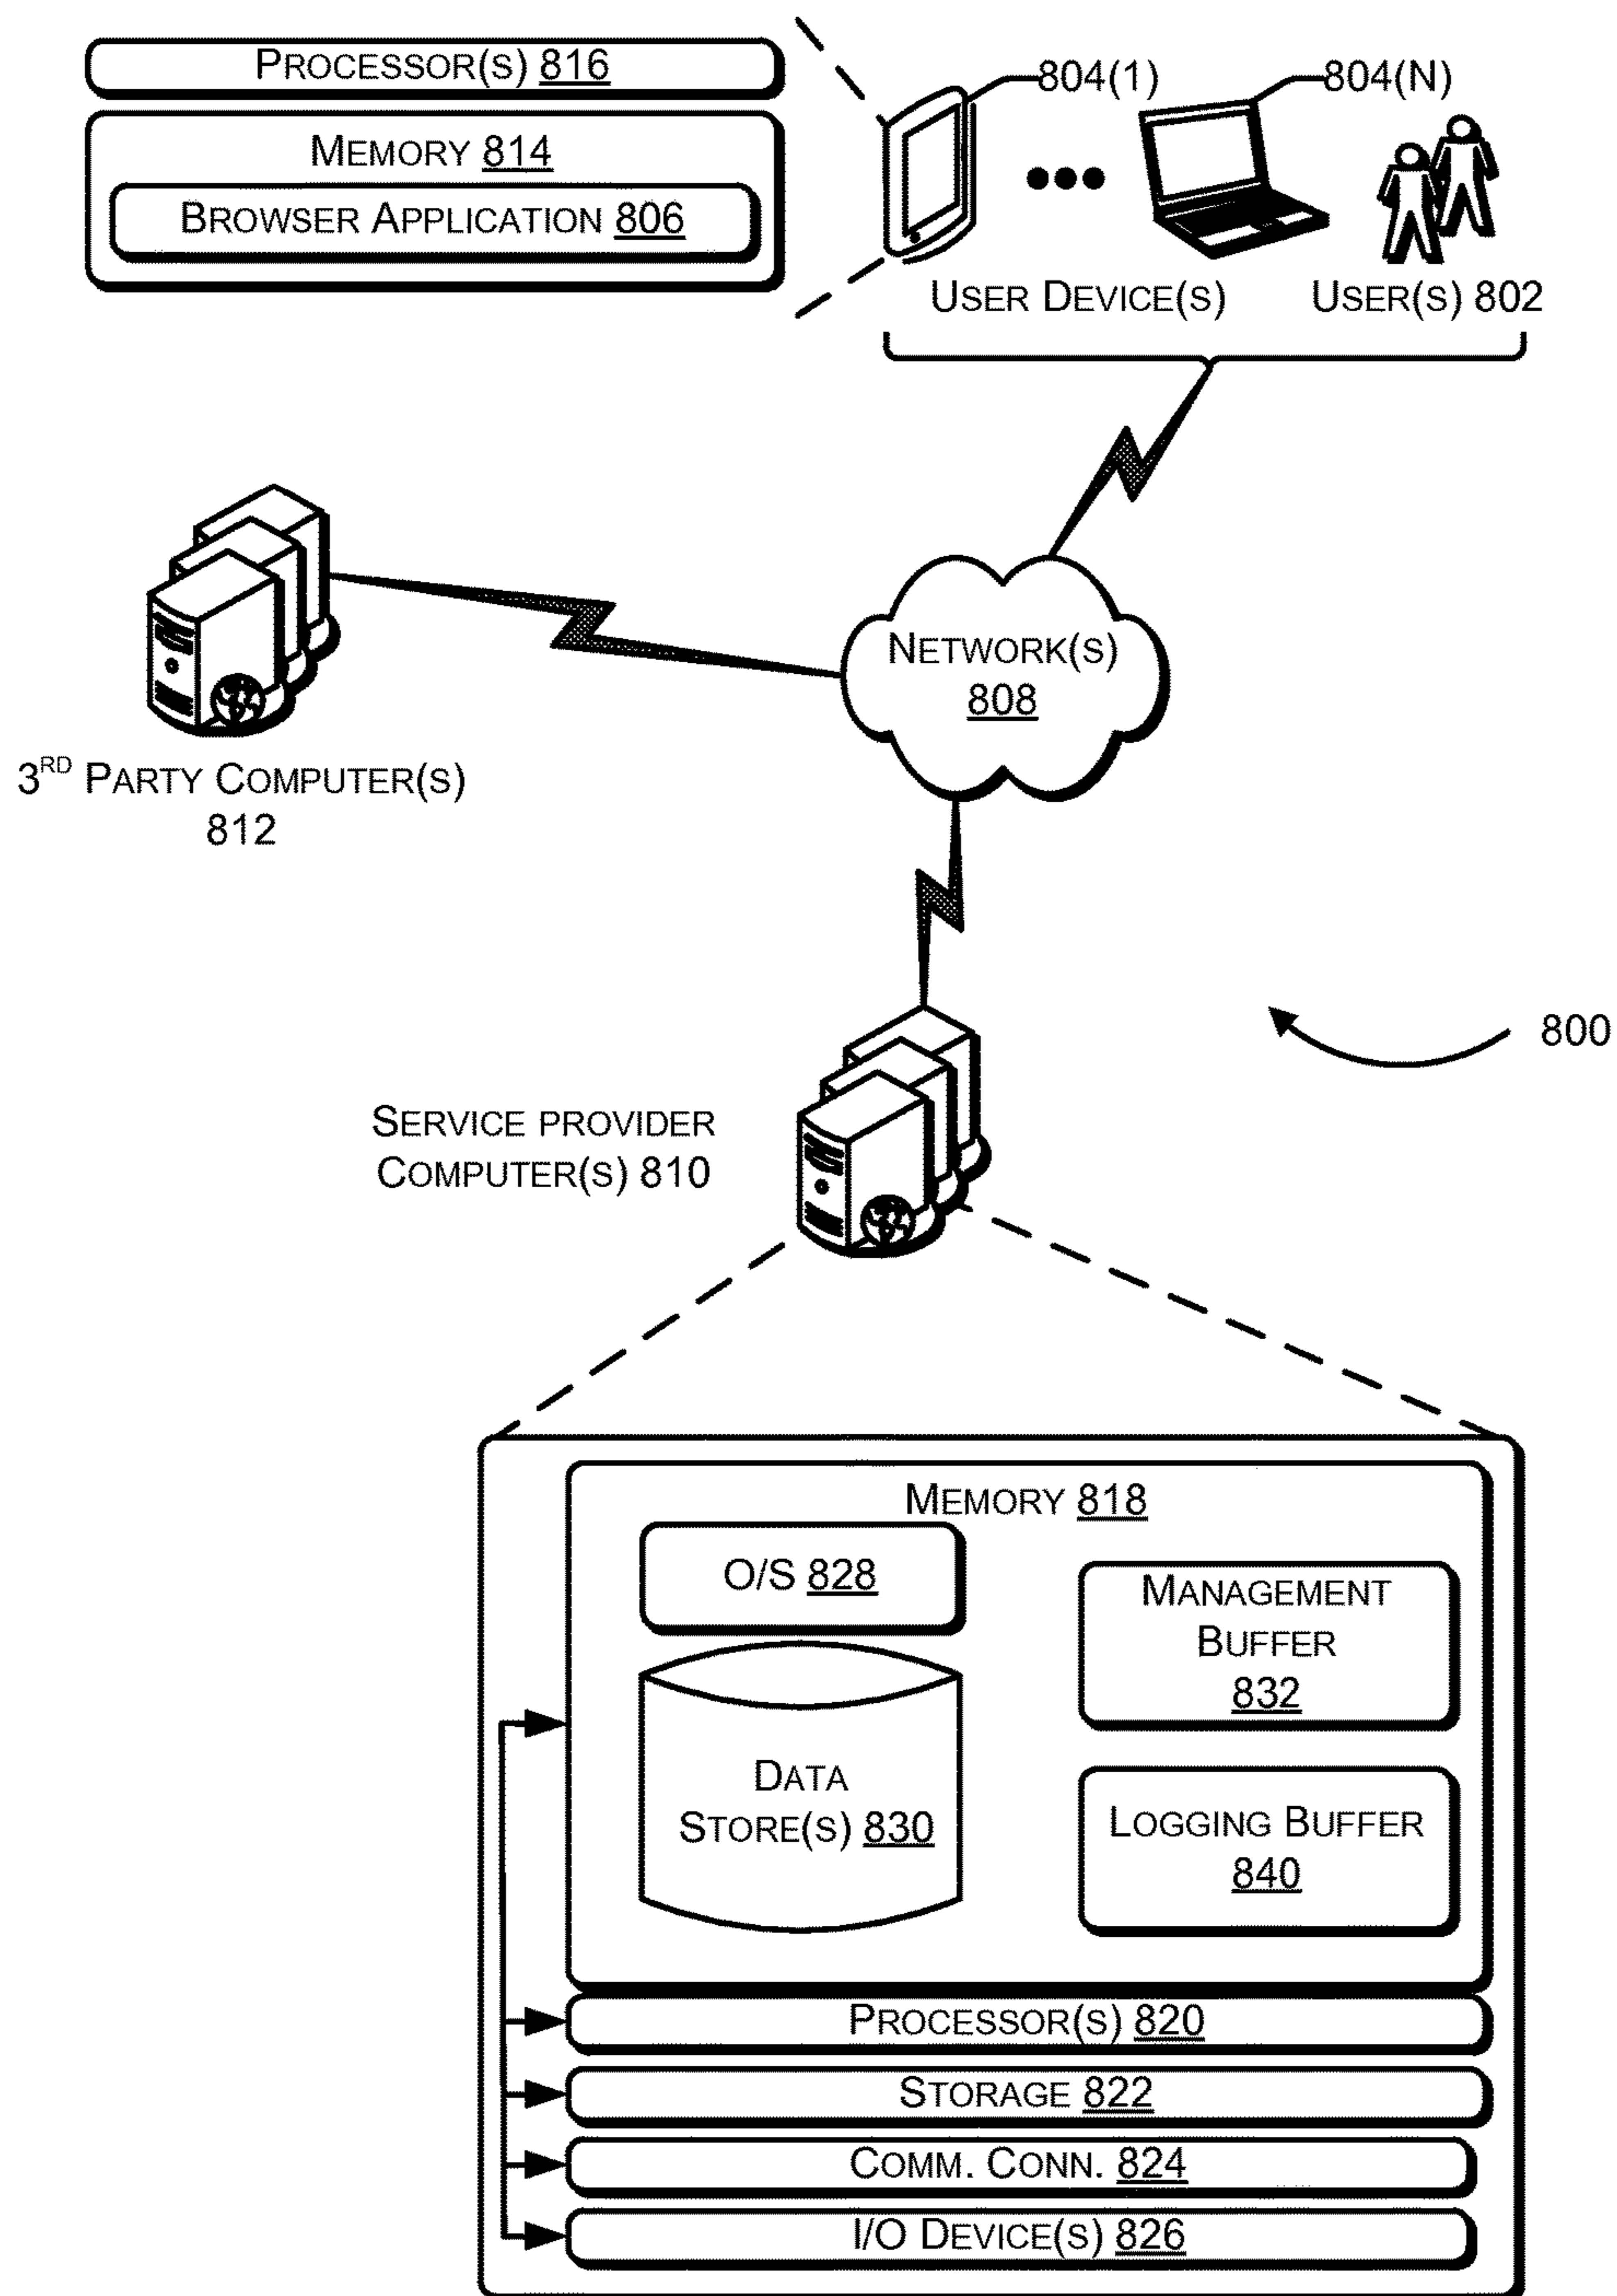 PROCESSOR(S) 816
MEMORY 814
BROWSER APPLICATION 806
804(1)
804(N)
USER DEVICE(S)
USER(S) 802
NETWORK(S)
808
3RD PARTY COMPUTER(S)
812
800
SERVICE PROVIDER
COMPUTER(S) 810
MEMORY 818
O/S 828
MANAGEMENT
BUFFER
832
DATA
STORE(S) 830
LOGGING BUFFER
840
PROCESSOR(S) 820
STORAGE 822
COMM. CONN. 824
I/O DEVICE(S) 826